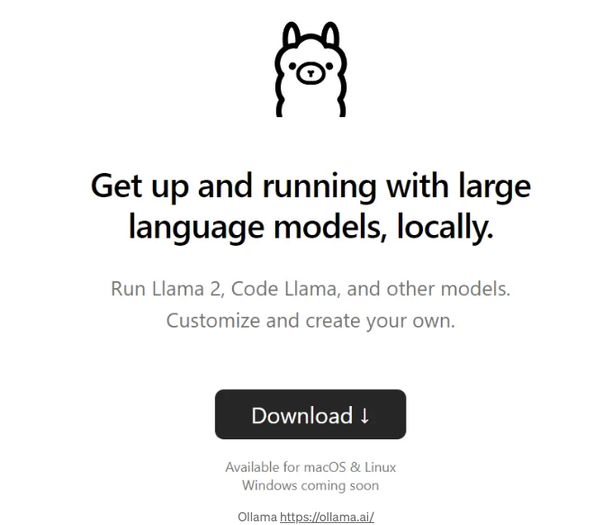 Get up and running with large
language models, locally.
Run Llama 2, Code Llama, and other models.
Customize and create your own.
Download ↓
Available for macOS & Linux
Windows coming soon
Ollama https://ollama.ai/